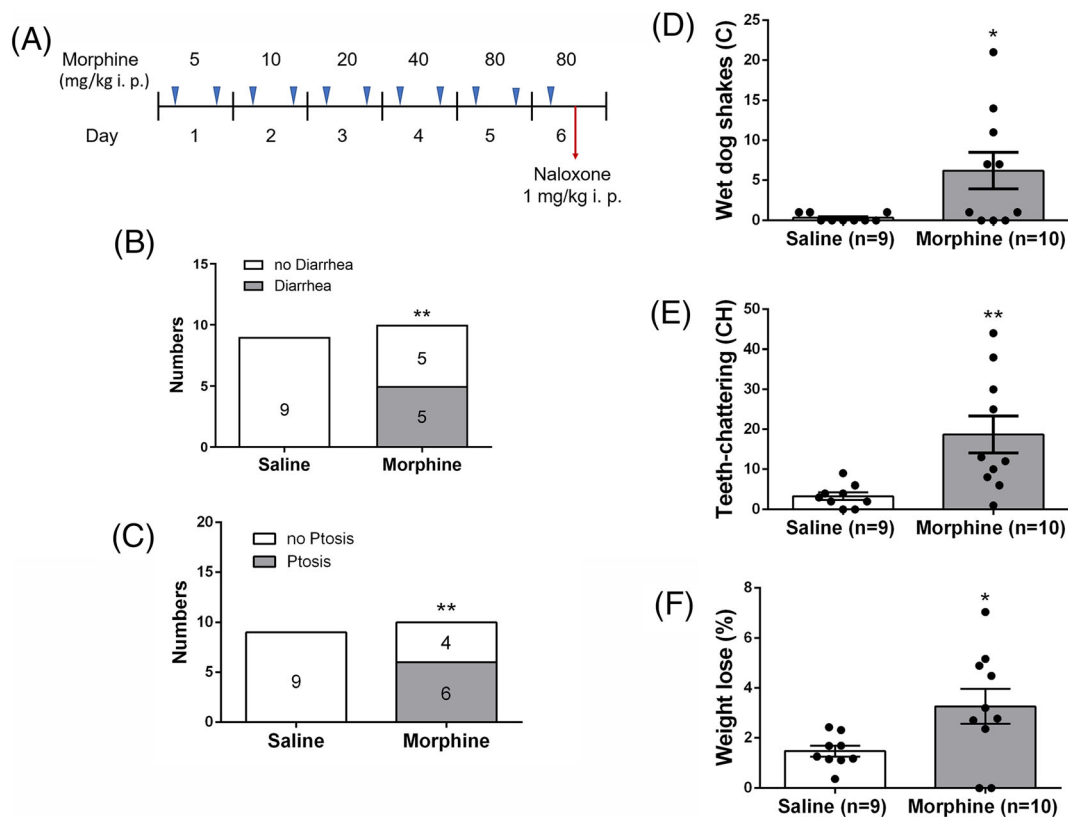 (A)
Morphine 5 10 20 40 80 80
(mg/kg i. p.)
Day 1 2 3 4 5 6
Naloxone
1 mg/kg i. p.
(B)
no Diarrhea
Diarrhea
Numbers
15
10
5
0
**
9
5
5
Saline Morphine
(C)
no Ptosis
Ptosis
Numbers
20
15
10
5
0
**
9
4
6
Saline Morphine
(D)
Wet dog shakes (C)
25
20
15
10
5
0
*
Saline (n=9) Morphine (n=10)
(E)
Teeth-chattering (CH)
50
40
30
20
10
0
**
Saline (n=9) Morphine (n=10)
(F)
Weight lose (%)
8
6
4
2
0
*
Saline (n=9) Morphine (n=10)